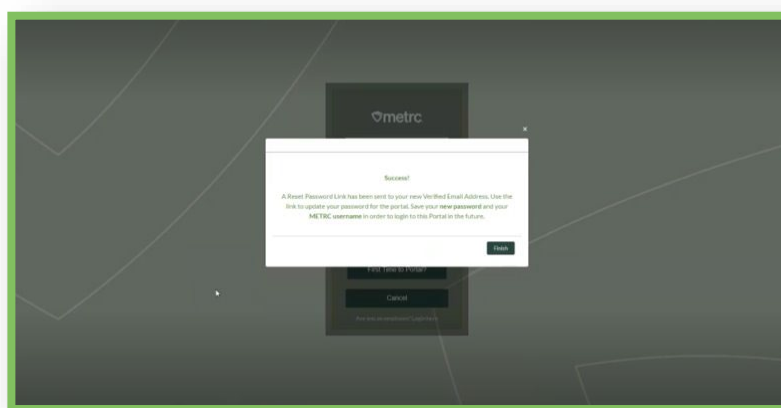 metrc
×
Success!
A Reset Password Link has been sent to your new Verified Email Address. Use the
link to update your password for the portal. Save your new password and your
METRC username in order to login to this Portal in the future.
Finish
First Time to Portal?
Cancel